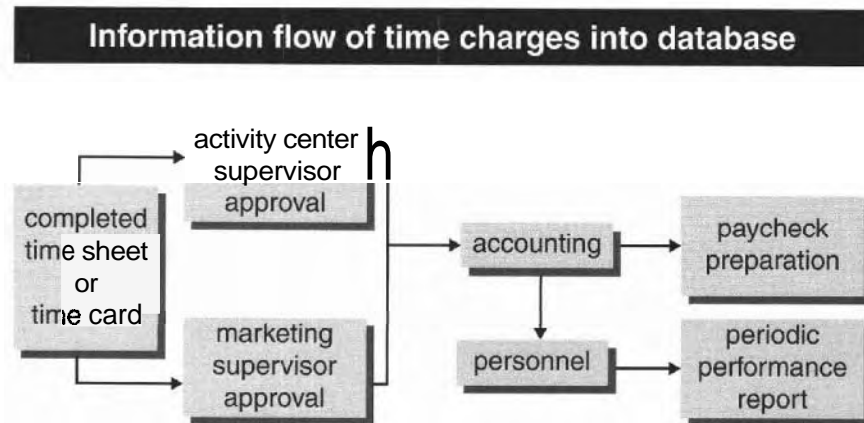 Information flow of time charges into database
activity center
supervisor
approval
h
completed
time sheet
or
time card
marketing
supervisor
approval
accounting
personnel
paycheck
preparation
periodic
performance
report